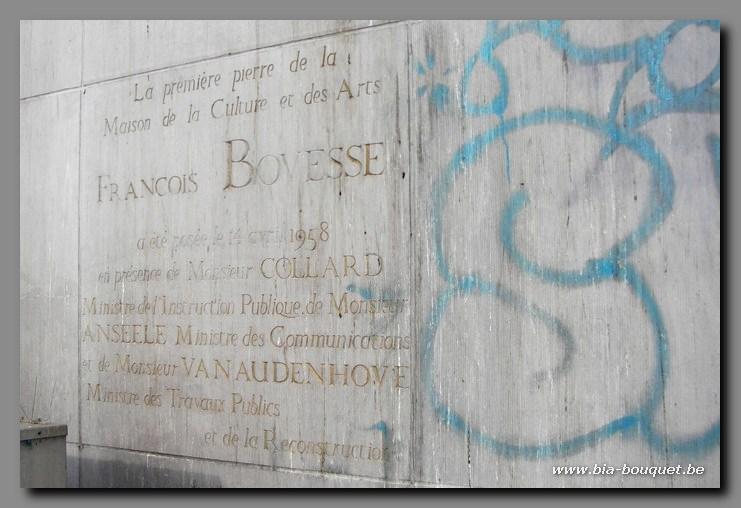 La première pierre de la
Maison de la Culture et des Arts
FRANCOIS BOVESSE
a été posée, le 14 avril 1958
en présence de Monsieur COLLARD
Ministre de l'Instruction Publique, de Monsieur
ANSEELE Ministre des Communications
et de Monsieur VAN AUDENHOVE
Ministre des Travaux Publics
et de la Reconstruction
www.bia-bouquet.be